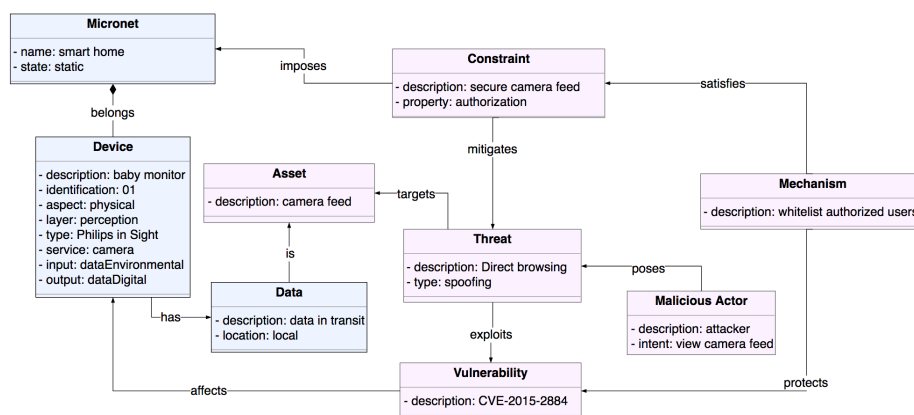 Micronet
- name: smart home
- state: static
imposes
Constraint
- description: secure camera feed
- property: authorization
satisfies
belongs
mitigates
Device
- description: baby monitor
- identification: 01
- aspect: physical
- layer: perception
- type: Philips in Sight
- service: camera
- input: dataEnvironmental
- output: dataDigital
Asset
- description: camera feed
targets
Mechanism
- description: whitelist authorized users
Threat
- description: Direct browsing
- type: spoofing
is
poses
Data
- description: data in transit
- location: local
has
Malicious Actor
- description: attacker
- intent: view camera feed
exploits
Vulnerability
- description: CVE-2015-2884
affects
protects